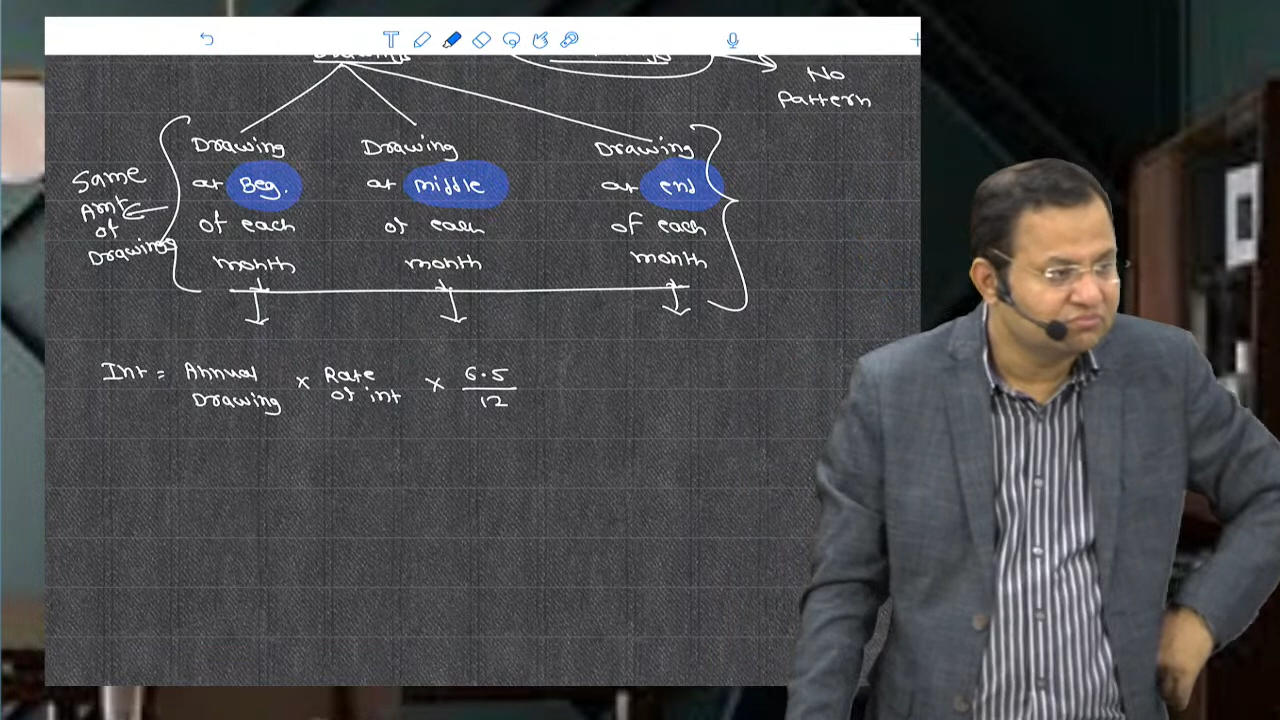 No
Pattern
Drawing
at Beg.
of each
month
Drawing
at middle
of each
month
Drawing
at end
of each
month
Same
Amt
of
Drawings
Int = Annual Drawing × Rate of int × 6.5/12